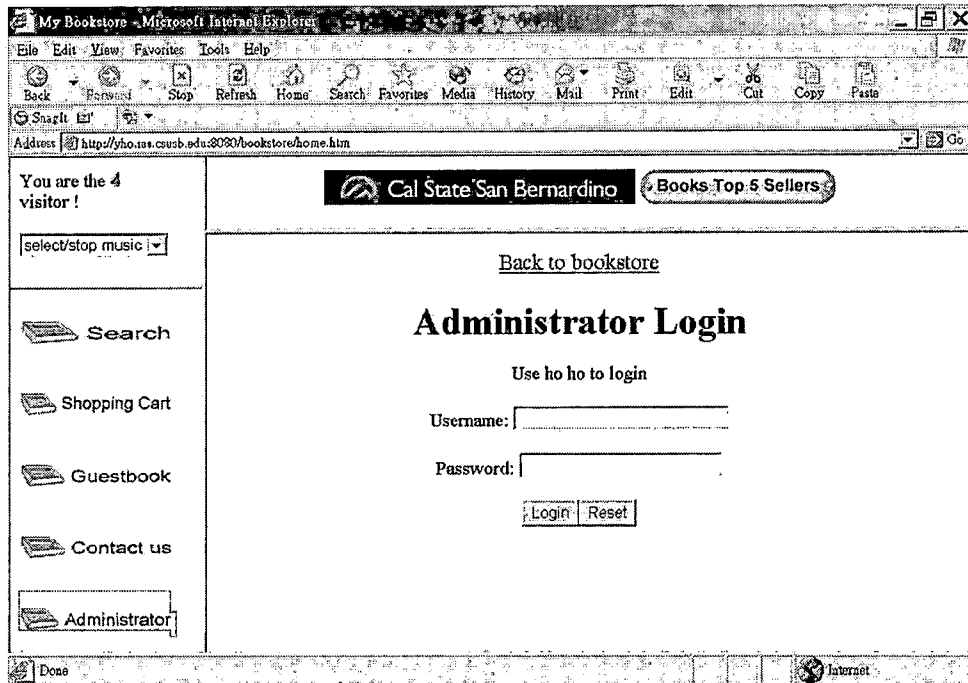 My Bookstore - Microsoft Internet Explorer
File Edit View Favorites Tools Help
Back Forward Stop Refresh Home Search Favorites Media History Mail Print Edit Cut Copy Paste
SnagIt
Address http://yho.ias.csusb.edu:8080/bookstore/home.htm Go
You are the 4
visitor !
select/stop music
Cal State San Bernardino Books Top 5 Sellers
Back to bookstore
Administrator Login
Use ho ho to login
Username:
Password:
Login Reset
Search
Shopping Cart
Guestbook
Contact us
Administrator
Done Internet